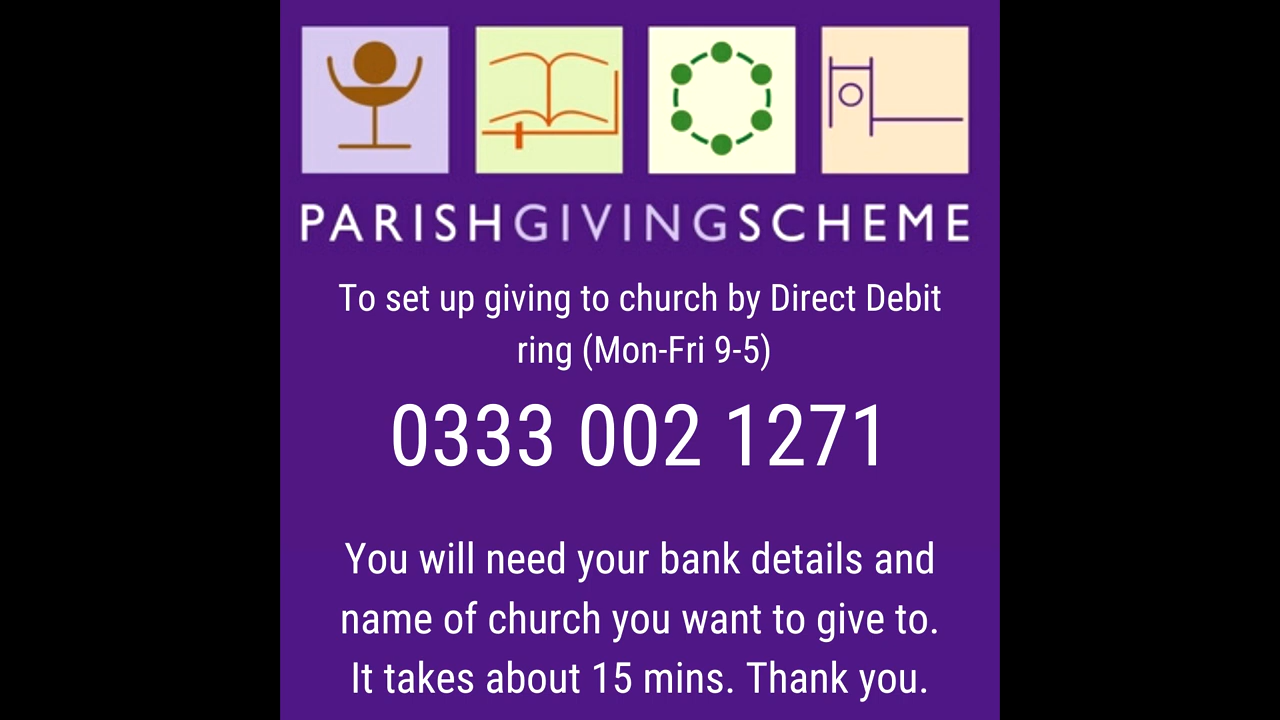 PARISHGIVINGSCHEME
To set up giving to church by Direct Debit
ring (Mon-Fri 9-5)
0333 002 1271
You will need your bank details and
name of church you want to give to.
It takes about 15 mins. Thank you.